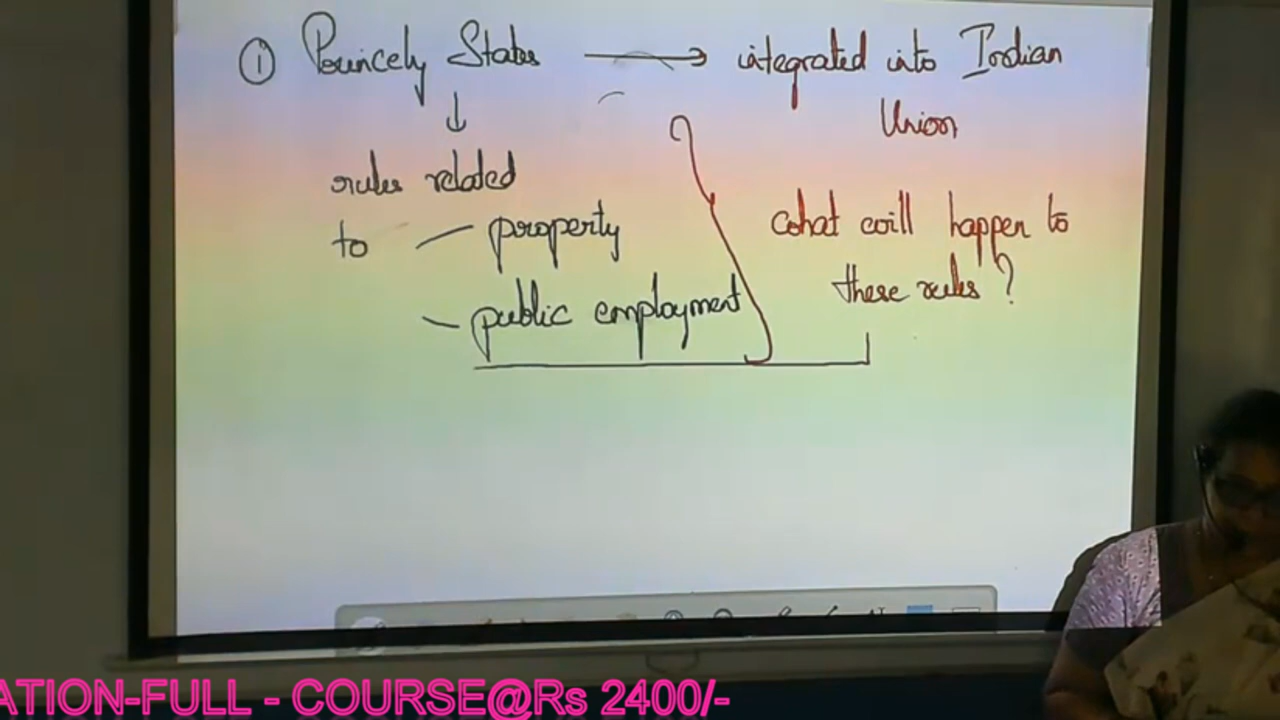 ① Princely States → integrated into Indian
Union
↓
rules related
to – property
– public employment
what will happen to
these rules ?
ATION-FULL - COURSE@Rs 2400/-